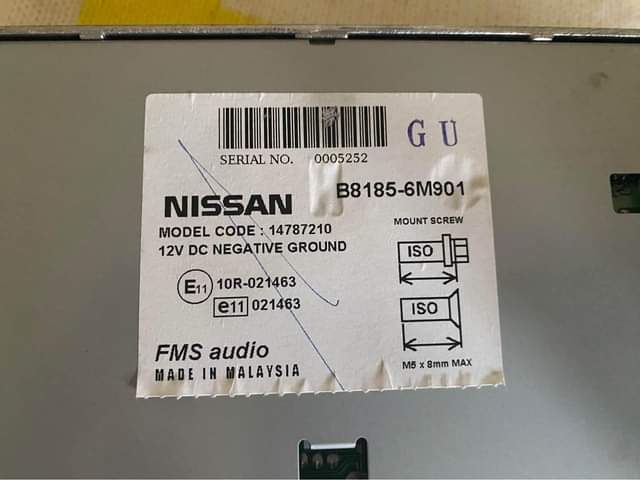 GU
SERIAL NO. 0005252
B8185-6M901
NISSAN
MODEL CODE : 14787210
12V DC NEGATIVE GROUND
MOUNT SCREW
ISO
E11 10R-021463
e11 021463
ISO
FMS audio
MADE IN MALAYSIA
M5 x 8mm MAX